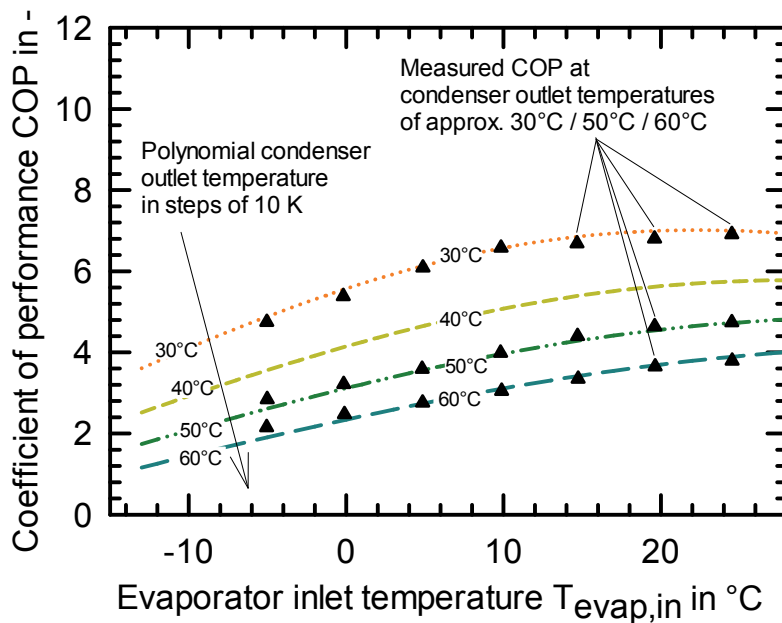 Coefficient of performance COP in -
12
10
8
6
4
2
0
Measured COP at
condenser outlet temperatures
of approx. 30°C / 50°C / 60°C
Polynomial condenser
outlet temperature
in steps of 10 K
30°C
40°C
50°C
60°C
30°C
40°C
50°C
60°C
-10
0
10
20
Evaporator inlet temperature Tevap,in in °C